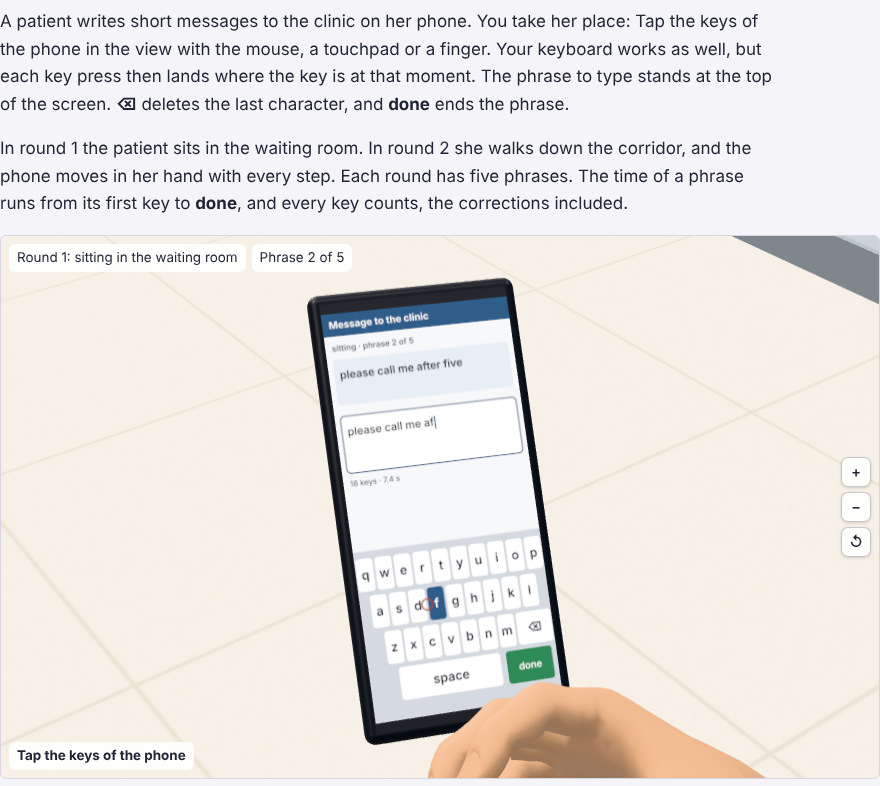 A patient writes short messages to the clinic on her phone. You take her place: Tap the keys of
the phone in the view with the mouse, a touchpad or a finger. Your keyboard works as well, but
each key press then lands where the key is at that moment. The phrase to type stands at the top
of the screen. ⌫ deletes the last character, and done ends the phrase.
In round 1 the patient sits in the waiting room. In round 2 she walks down the corridor, and the
phone moves in her hand with every step. Each round has five phrases. The time of a phrase
runs from its first key to done, and every key counts, the corrections included.
Round 1: sitting in the waiting room
Phrase 2 of 5
Message to the clinic
sitting · phrase 2 of 5
please call me after five
please call me af
18 keys · 7.4 s
q w e r t y u i o p
a s d f g h j k l
z x c v b n m ⌫
space done
+
−
Tap the keys of the phone